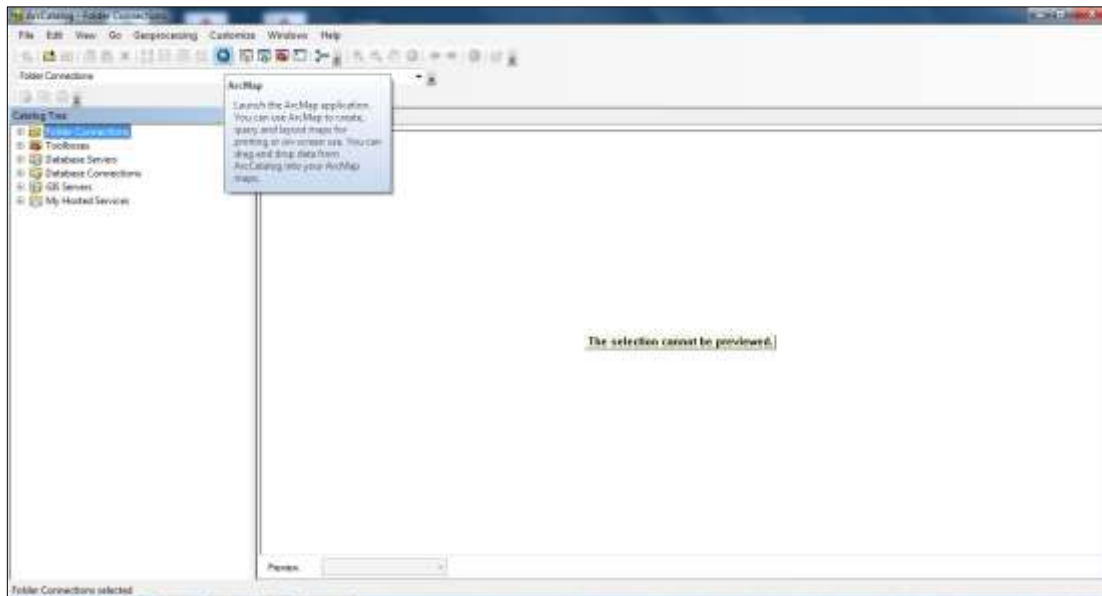 ArcCatalog - Folder Connections
File Edit View Go Geoprocessing Customize Windows Help
Folder Connections
ArcMap
Launch the ArcMap application.
You can use ArcMap to create,
query and layout maps for
printing or on-screen use. You can
drag and drop data from
ArcCatalog into your ArcMap
maps.
Catalog Tree
Folder Connections
Toolboxes
Database Servers
Database Connections
GIS Servers
My Hosted Services
The selection cannot be previewed.
Preview:
Folder Connections selected